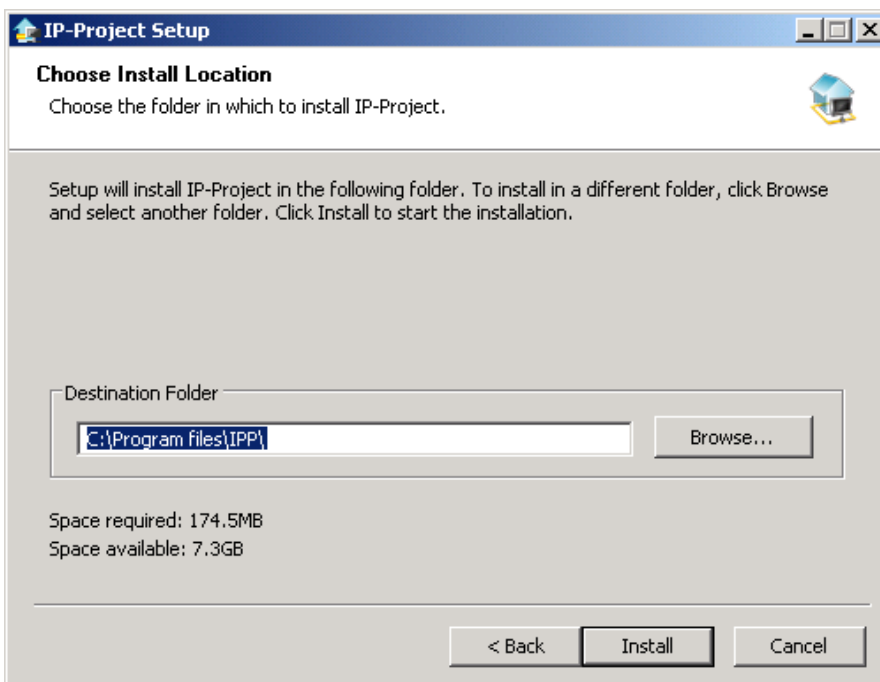 IP-Project Setup
Choose Install Location
Choose the folder in which to install IP-Project.
Setup will install IP-Project in the following folder. To install in a different folder, click Browse
and select another folder. Click Install to start the installation.
Destination Folder
C:\Program files\IPP\
Browse...
Space required: 174.5MB
Space available: 7.3GB
< Back
Install
Cancel